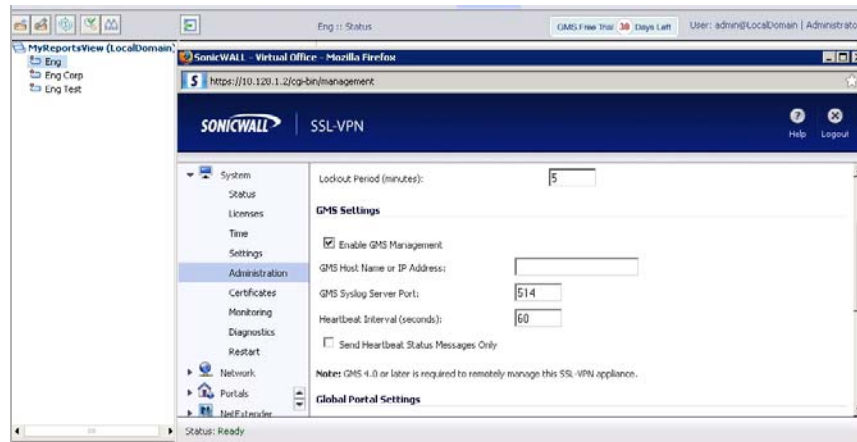 Eng :: Status
GMS Free Trial 30 Days Left
User: admin@LocalDomain | Administrato
MyReportsView (LocalDomain)
Eng
Eng Corp
Eng Test
SonicWALL - Virtual Office - Mozilla Firefox
S https://10.128.1.2/cgi-bin/management
SONICWALL SSL-VPN
Help
Logout
System
Status
Licenses
Time
Settings
Administration
Certificates
Monitoring
Diagnostics
Restart
Network
Portals
NetExtender
Lockout Period (minutes): 5
GMS Settings
Enable GMS Management
GMS Host Name or IP Address:
GMS Syslog Server Port: 514
Heartbeat Interval (seconds): 60
Send Heartbeat Status Messages Only
Note: GMS 4.0 or later is required to remotely manage this SSL-VPN appliance.
Global Portal Settings
Status: Ready